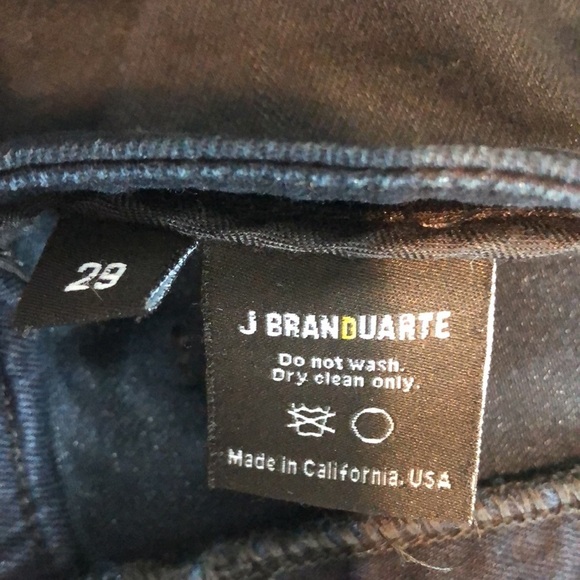 29
J BRANDUARTE
Do not wash.
Dry clean only.
Made in California, USA